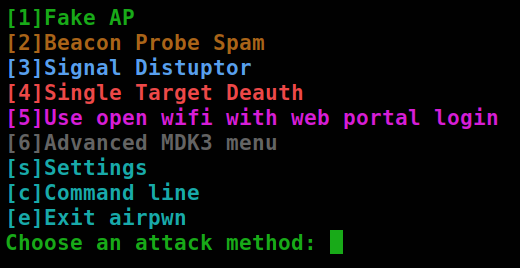 [1]Fake AP
[2]Beacon Probe Spam
[3]Signal Distuptor
[4]Single Target Deauth
[5]Use open wifi with web portal login
[6]Advanced MDK3 menu
[s]Settings
[c]Command line
[e]Exit airpwn
Choose an attack method: